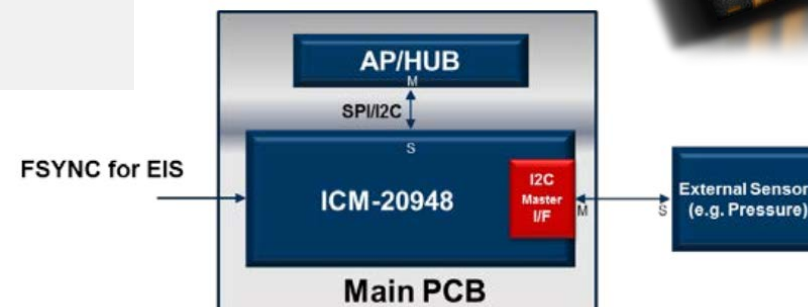 AP/HUB
M
SPI/I2C
S
FSYNC for EIS
ICM-20948
I2C
Master
I/F
M
S
External Sensor
(e.g. Pressure)
Main PCB